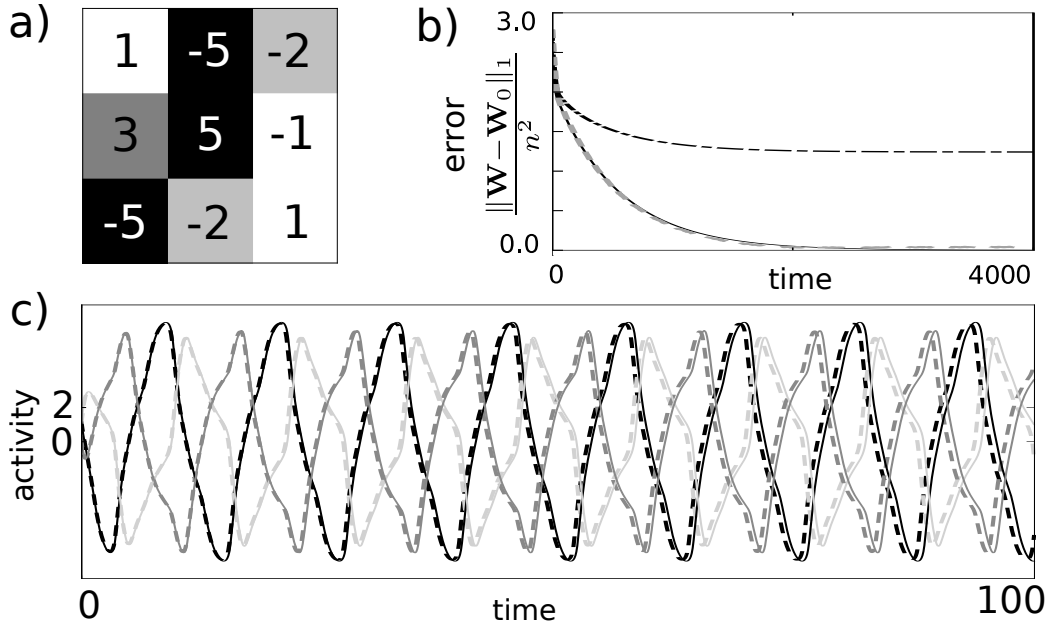 a)
1 -5 -2
3 5 -1
-5 -2 1
b)
error
||W − W₀||₁
n²
3.0
0.0
0 4000
time
c)
activity
2
0
0 100
time